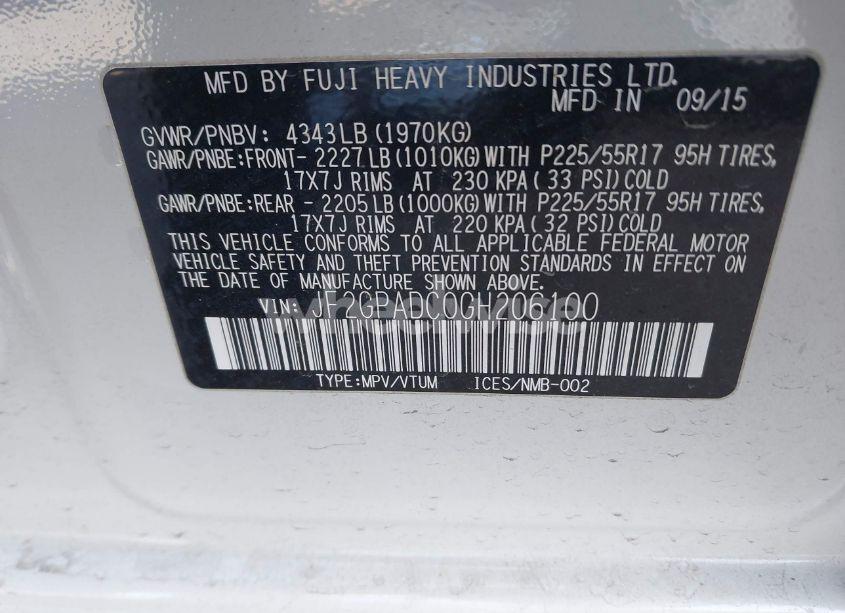 MFD BY FUJI HEAVY INDUSTRIES LTD.
MFD IN 09/15
GVWR/PNBV: 4343LB (1970KG)
GAWR/PNBE:FRONT- 2227LB (1010KG) WITH P225/55R17 95H TIRES,
17X7J RIMS AT 230 KPA ( 33 PSI) COLD
GAWR/PNBE:REAR - 2205LB (1000KG) WITH P225/55R17 95H TIRES,
17X7J RIMS AT 220 KPA ( 32 PSI) COLD
THIS VEHICLE CONFORMS TO ALL APPLICABLE FEDERAL MOTOR
VEHICLE SAFETY AND THEFT PREVENTION STANDARDS IN EFFECT ON
THE DATE OF MANUFACTURE SHOWN ABOVE.
VIN: JF2GPADC0GH206100
TYPE:MPV/VTUM ICES/NMB-002